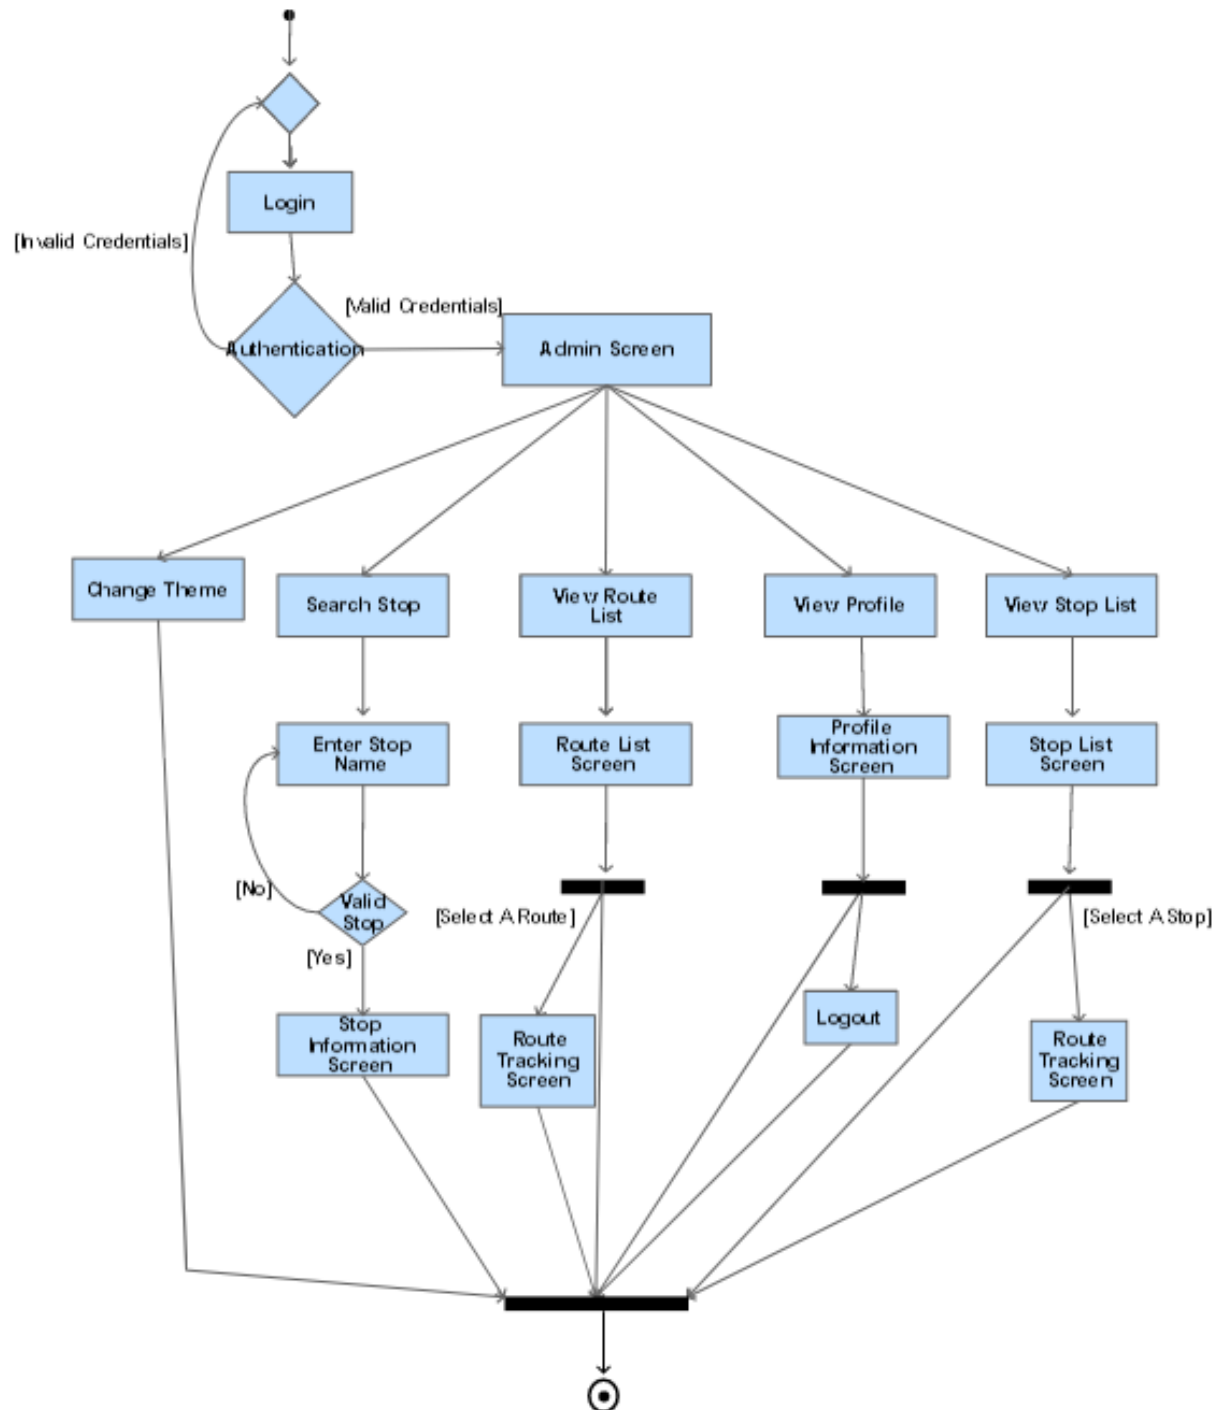 Login
[Invalid Credentials]
[Valid Credentials]
Authentication
Admin Screen
Change Theme
Search Stop
View Route
List
View Profile
View Stop List
Enter Stop
Name
Route List
Screen
Profile
Information
Screen
Stop List
Screen
[No]
Valid
Stop
[Select A Route]
[Select A Stop]
[Yes]
Stop
Information
Screen
Route
Tracking
Screen
Logout
Route
Tracking
Screen